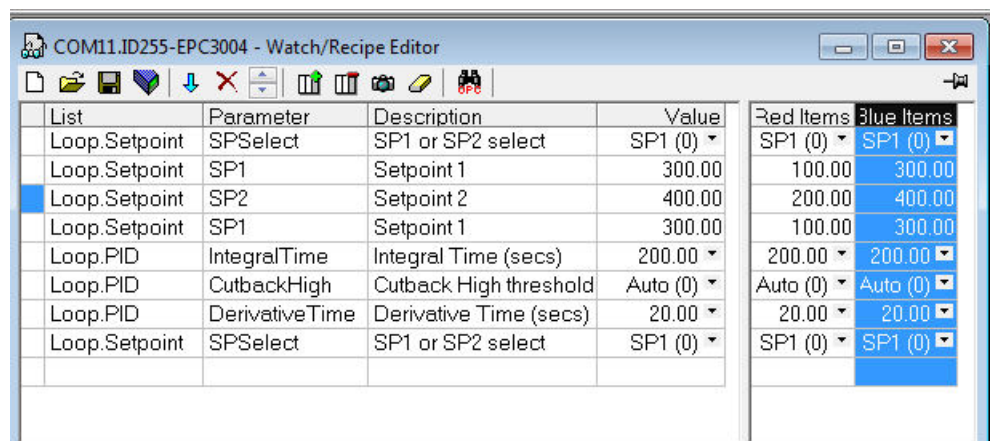 COM11.ID255-EPC3004 - Watch/Recipe Editor
OPC
List Parameter Description Value Red Items Blue Items
Loop.Setpoint SPSelect SP1 or SP2 select SP1 (0) SP1 (0) SP1 (0)
Loop.Setpoint SP1 Setpoint 1 300.00 100.00 300.00
Loop.Setpoint SP2 Setpoint 2 400.00 200.00 400.00
Loop.Setpoint SP1 Setpoint 1 300.00 100.00 300.00
Loop.PID IntegralTime Integral Time (secs) 200.00 200.00 200.00
Loop.PID CutbackHigh Cutback High threshold Auto (0) Auto (0) Auto (0)
Loop.PID DerivativeTime Derivative Time (secs) 20.00 20.00 20.00
Loop.Setpoint SPSelect SP1 or SP2 select SP1 (0) SP1 (0) SP1 (0)